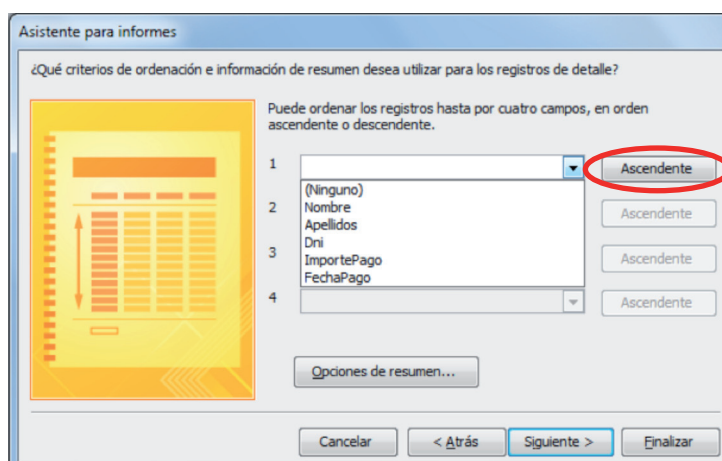 Asistente para informes
¿Qué criterios de ordenación e información de resumen desea utilizar para los registros de detalle?
Puede ordenar los registros hasta por cuatro campos, en orden
ascendente o descendente.
1 Ascendente
(Ninguno)
2 Nombre Ascendente
Apellidos
Dni
3 ImportePago Ascendente
FechaPago
4 Ascendente
Opciones de resumen...
Cancelar < Atrás Siguiente > Finalizar